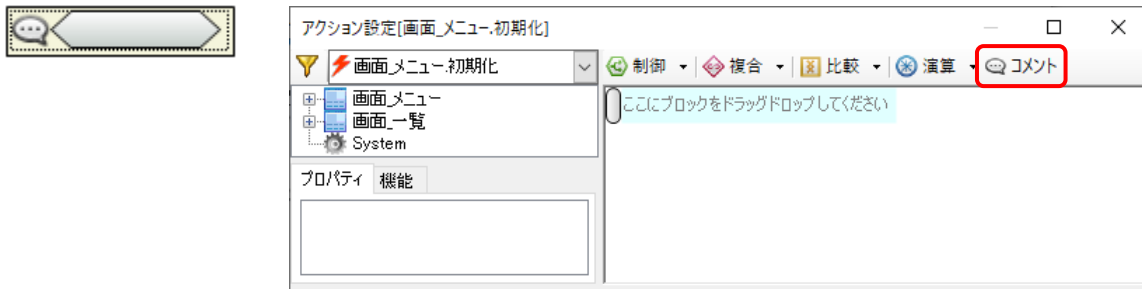 アクション設定[画面_メニュー.初期化]
画面_メニュー.初期化
制御 複合 比較 演算 コメント
画面_メニュー
画面_一覧
System
ここにブロックをドラッグドロップしてください
プロパティ 機能